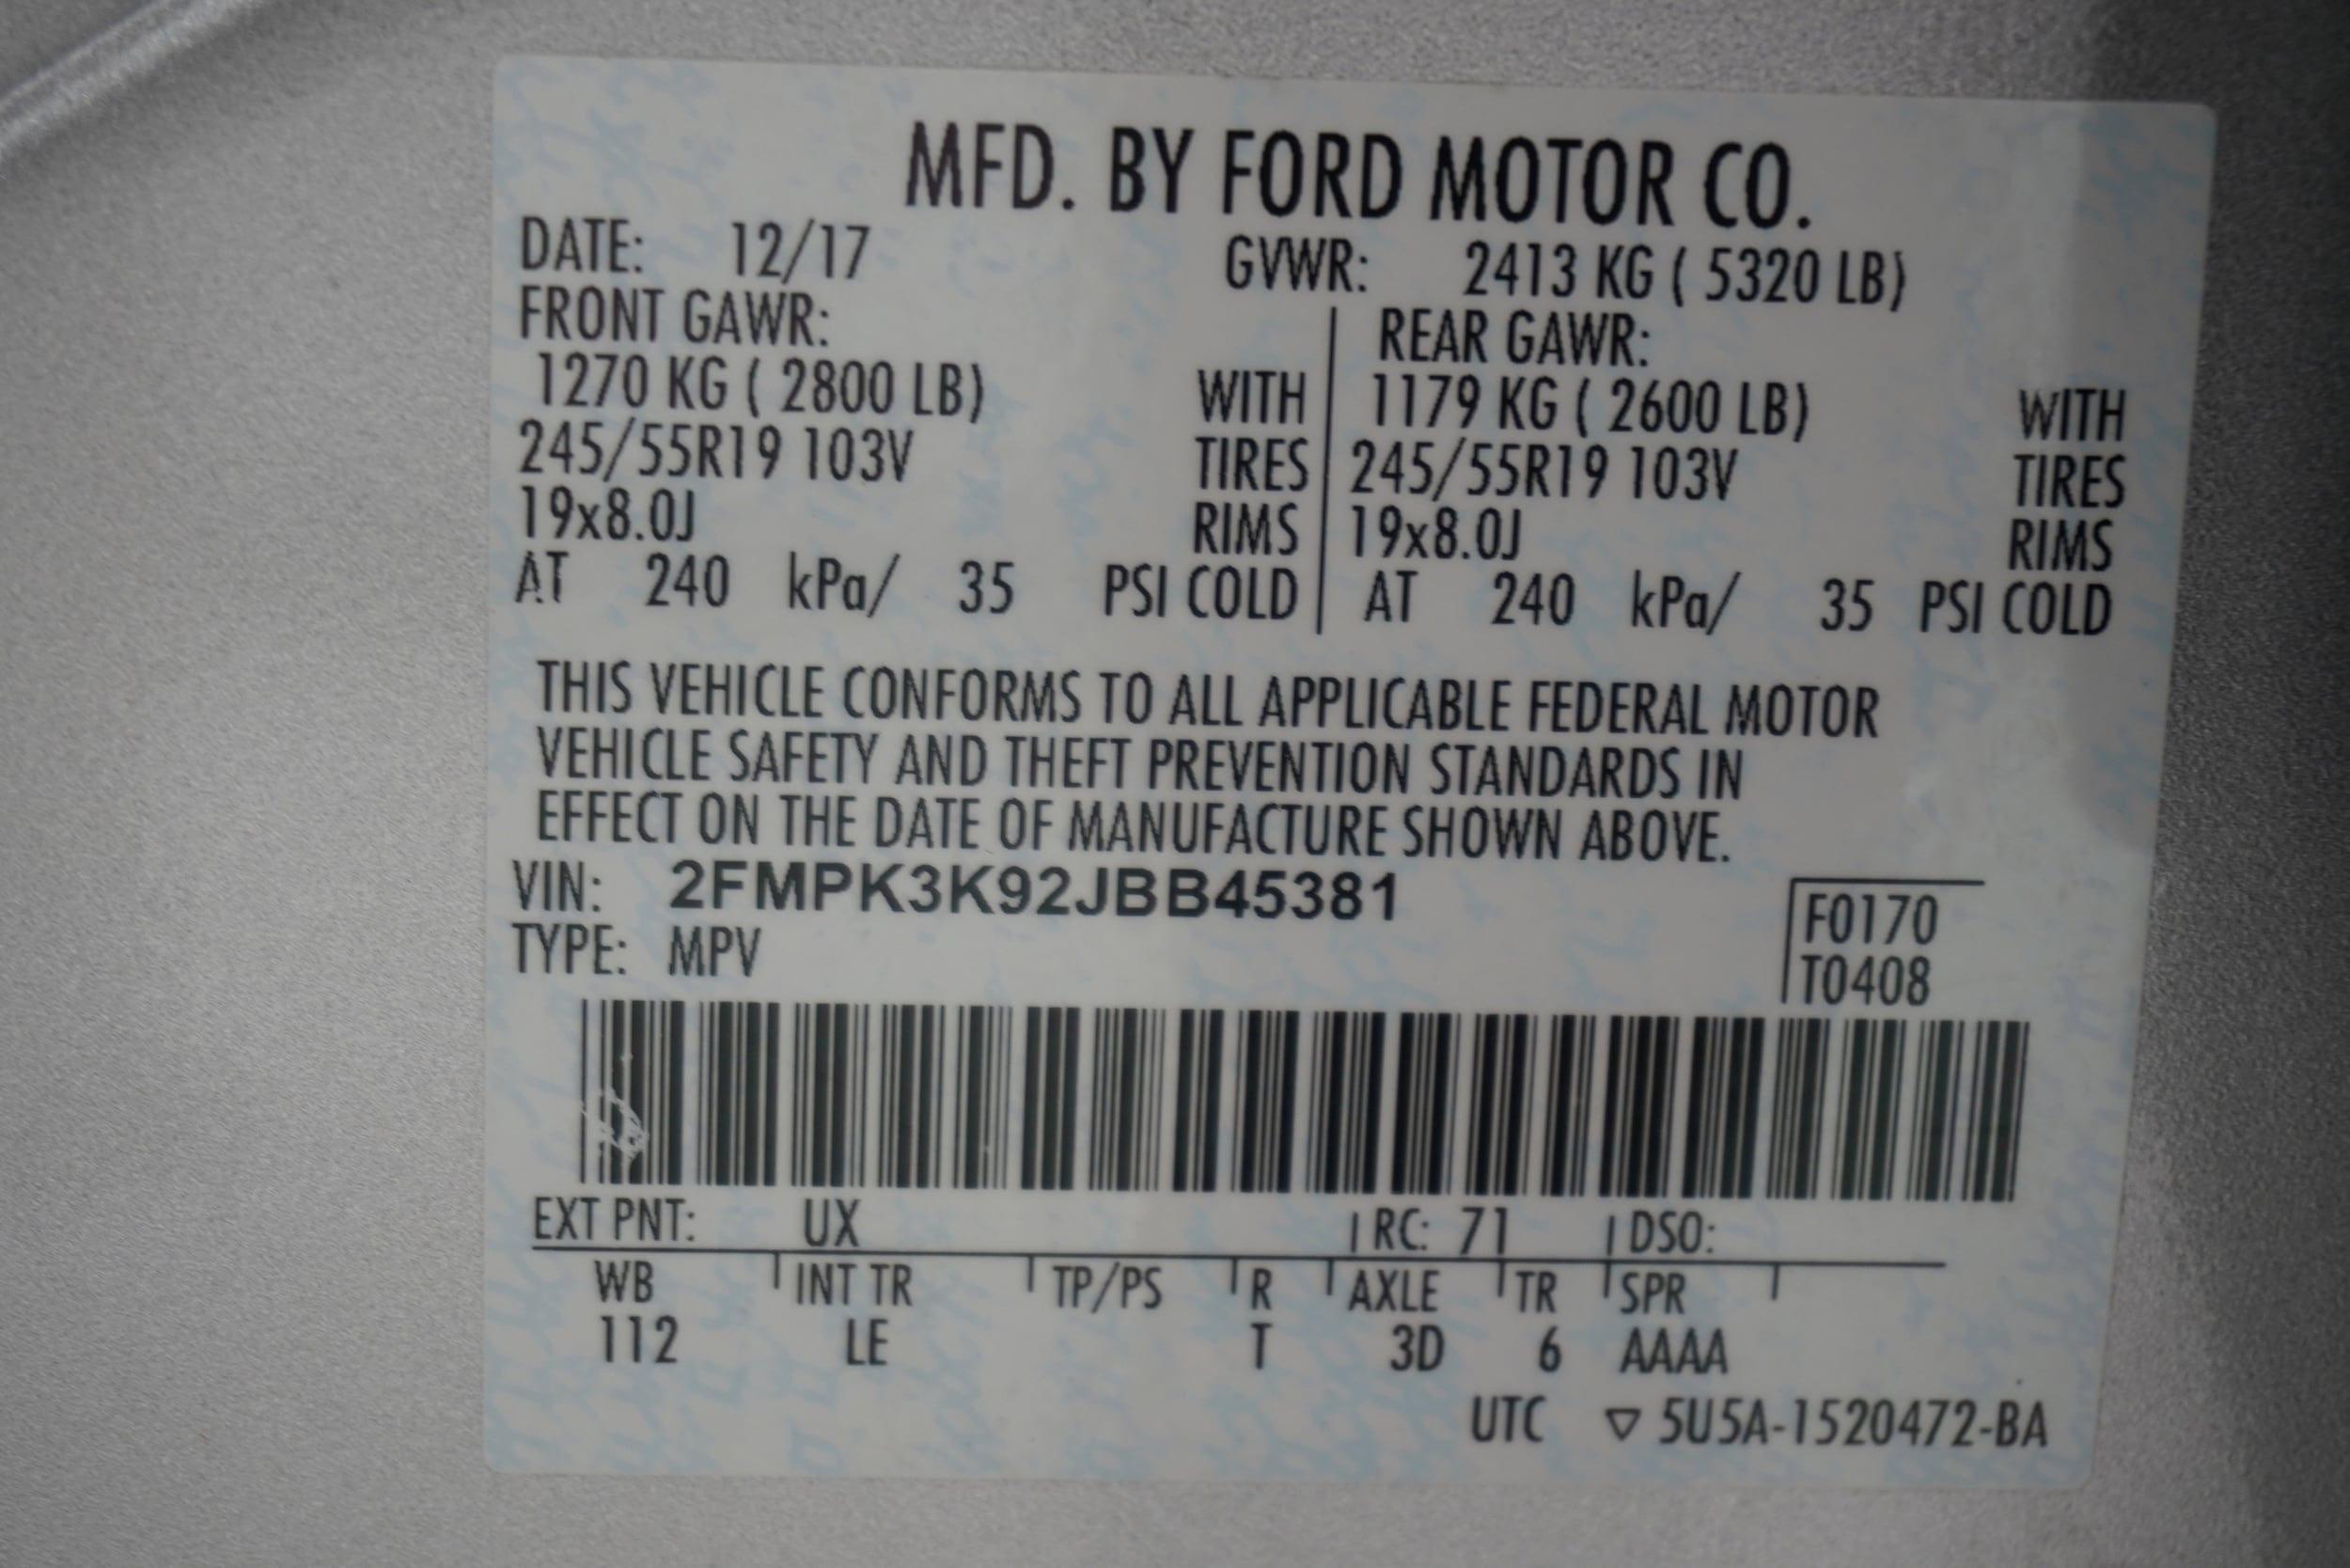 MFD. BY FORD MOTOR CO.
DATE: 12/17 GVWR: 2413 KG ( 5320 LB)
FRONT GAWR: REAR GAWR:
1270 KG ( 2800 LB) WITH 1179 KG ( 2600 LB) WITH
245/55R19 103V TIRES 245/55R19 103V TIRES
19x8.0J RIMS 19x8.0J RIMS
AT 240 kPa/ 35 PSI COLD AT 240 kPa/ 35 PSI COLD
THIS VEHICLE CONFORMS TO ALL APPLICABLE FEDERAL MOTOR
VEHICLE SAFETY AND THEFT PREVENTION STANDARDS IN
EFFECT ON THE DATE OF MANUFACTURE SHOWN ABOVE.
VIN: 2FMPK3K92JBB45381 F0170
TYPE: MPV T0408
EXT PNT: UX RC: 71 DSO:
WB INT TR TP/PS R AXLE TR SPR
112 LE T 3D 6 AAAA
UTC ▽ 5U5A-1520472-BA